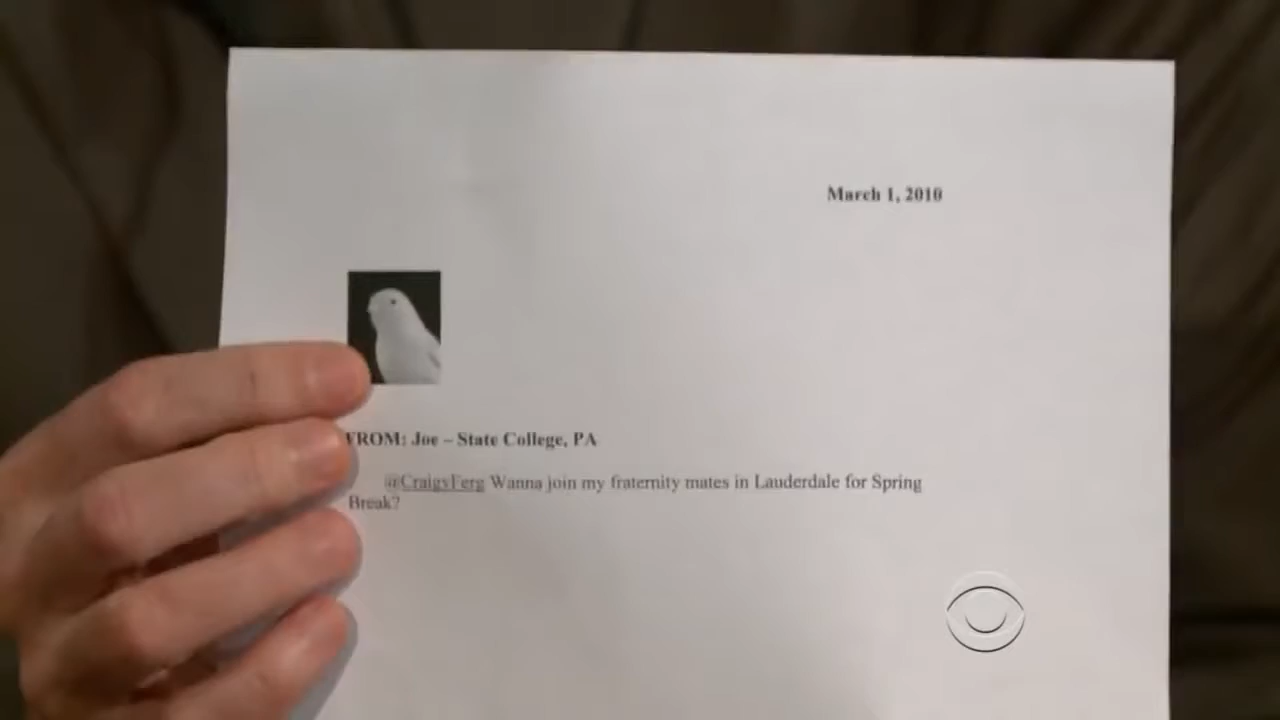 March 1, 2010
FROM: Joe – State College, PA
@CraigyFerg Wanna join my fraternity mates in Lauderdale for Spring
Break?